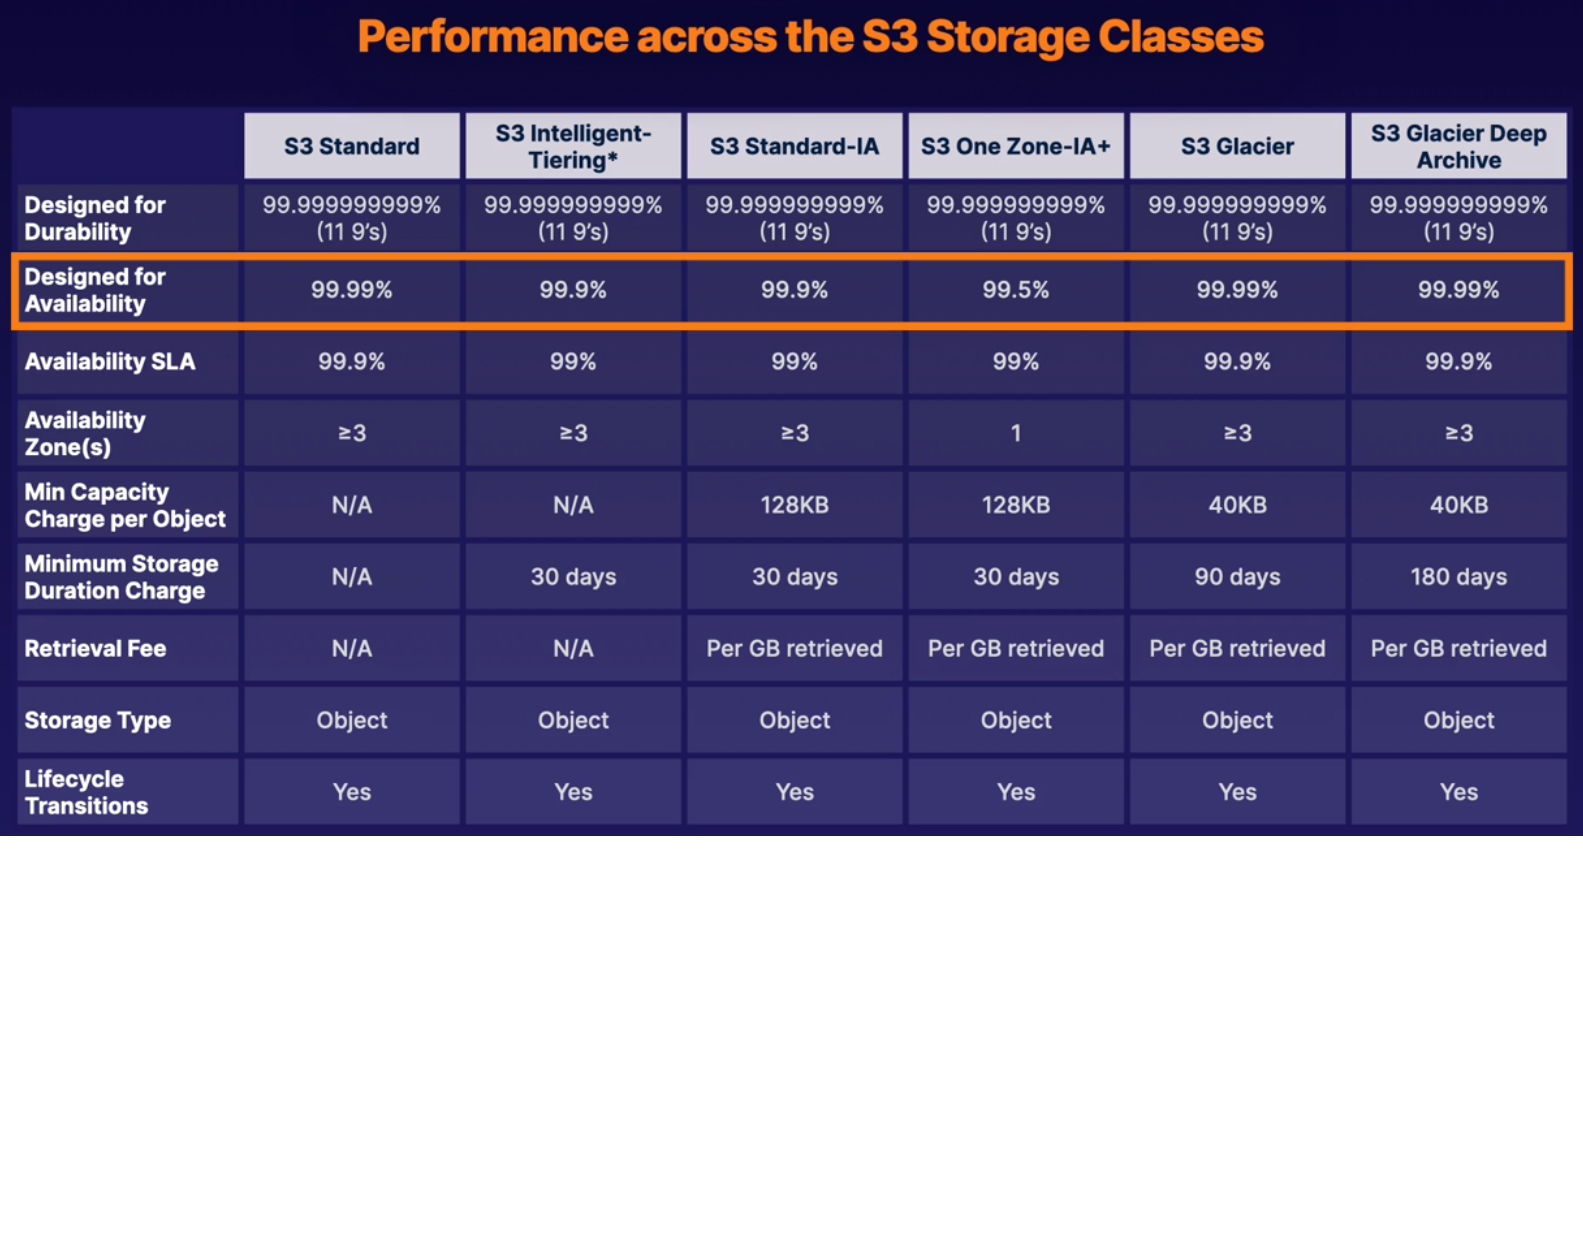 Performance across the S3 Storage Classes
S3 Standard
S3 Intelligent-
Tiering*
S3 Standard-IA
S3 One Zone-IA+
S3 Glacier
S3 Glacier Deep
Archive
Designed for
Durability
99.999999999%
(11 9's)
99.999999999%
(11 9's)
99.999999999%
(11 9's)
99.999999999%
(11 9's)
99.999999999%
(11 9's)
99.999999999%
(11 9's)
Designed for
Availability
99.99%
99.9%
99.9%
99.5%
99.99%
99.99%
Availability SLA
99.9%
99%
99%
99%
99.9%
99.9%
Availability
Zone(s)
≥3
≥3
≥3
1
≥3
≥3
Min Capacity
Charge per Object
N/A
N/A
128KB
128KB
40KB
40KB
Minimum Storage
Duration Charge
N/A
30 days
30 days
30 days
90 days
180 days
Retrieval Fee
N/A
N/A
Per GB retrieved
Per GB retrieved
Per GB retrieved
Per GB retrieved
Storage Type
Object
Object
Object
Object
Object
Object
Lifecycle
Transitions
Yes
Yes
Yes
Yes
Yes
Yes